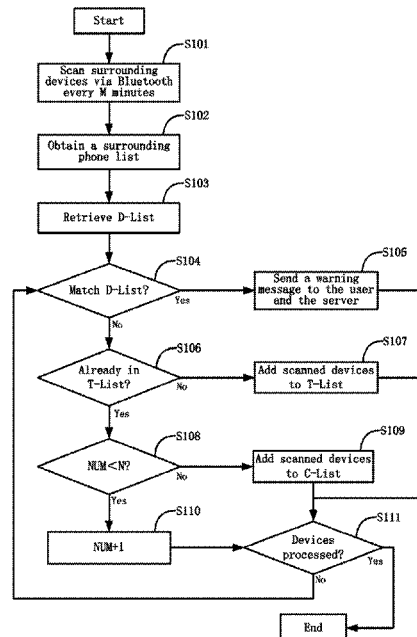 Start
S101
Scan surrounding
devices via Bluetooth
every M minutes
S102
Obtain a surrounding
phone list
S103
Retrieve D-List
S104
Match D-List?
Yes
No
S105
Send a warning
message to the user
and the server
S106
Already in
T-List?
No
Yes
S107
Add scanned devices
to T-List
S108
NUM<N?
No
Yes
S109
Add scanned devices
to C-List
S110
NUM+1
S111
Devices
processed?
Yes
No
End